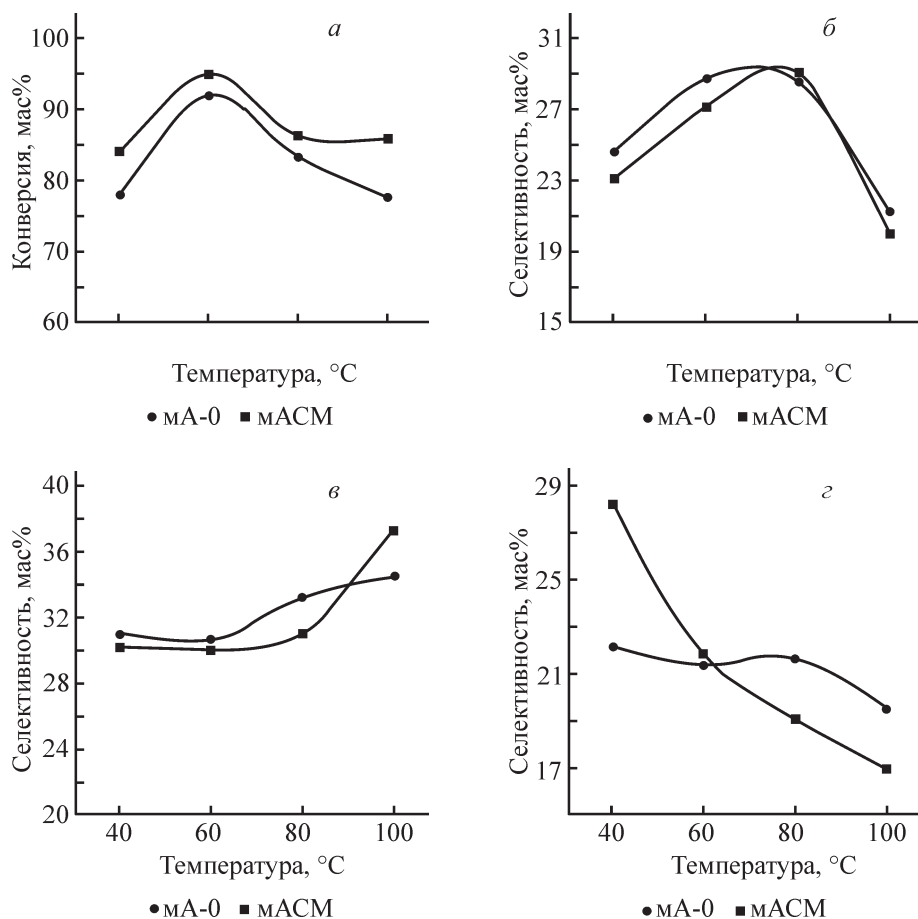 а
Конверсия, мас%
100
90
80
70
60
Температура, °C
• мА-0 ■ мАСМ
б
Селективность, мас%
31
27
23
19
15
Температура, °C
• мА-0 ■ мАСМ
в
Селективность, мас%
40
36
32
28
24
20
40 60 80 100
Температура, °C
• мА-0 ■ мАСМ
г
Селективность, мас%
29
25
21
17
40 60 80 100
Температура, °C
• мА-0 ■ мАСМ